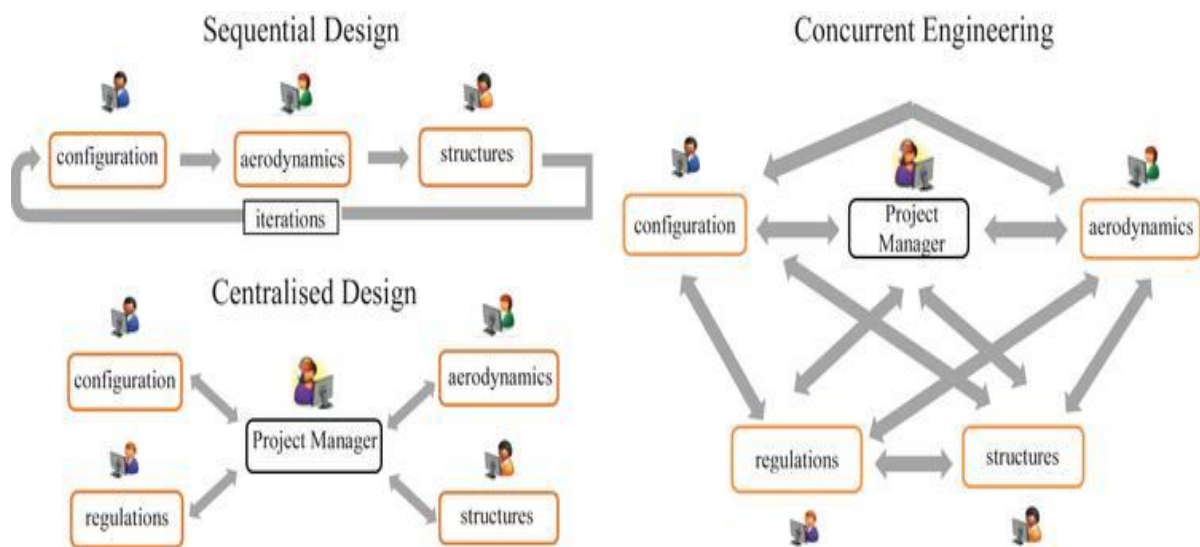 Sequential Design
configuration
aerodynamics
structures
iterations
Centralised Design
configuration
aerodynamics
Project Manager
regulations
structures
Concurrent Engineering
configuration
Project
Manager
aerodynamics
regulations
structures